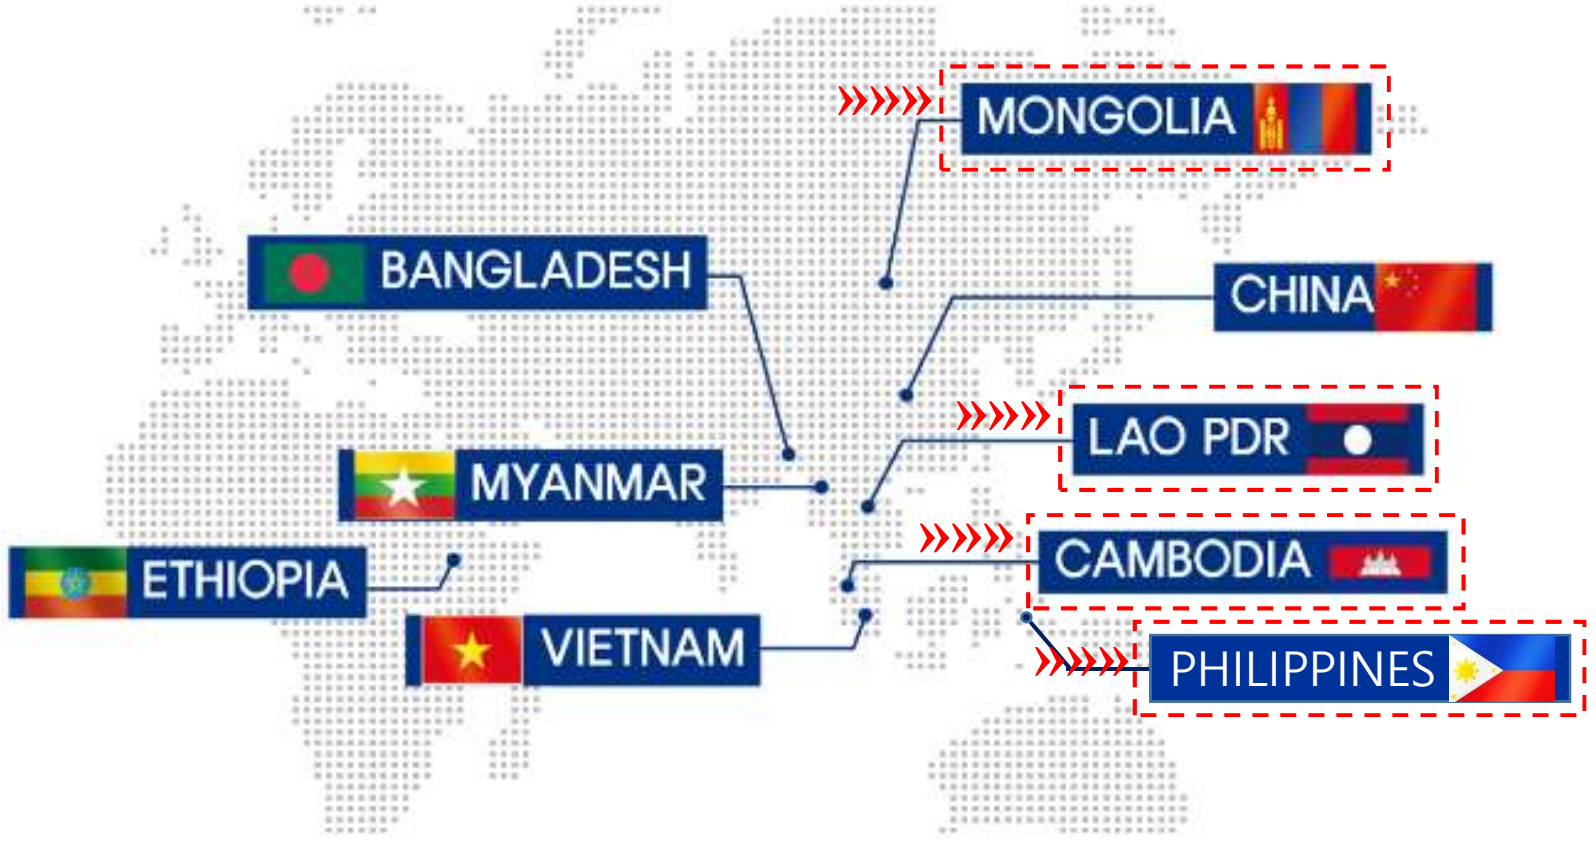 MONGOLIA
BANGLADESH
CHINA
LAO PDR
MYANMAR
CAMBODIA
ETHIOPIA
VIETNAM
PHILIPPINES